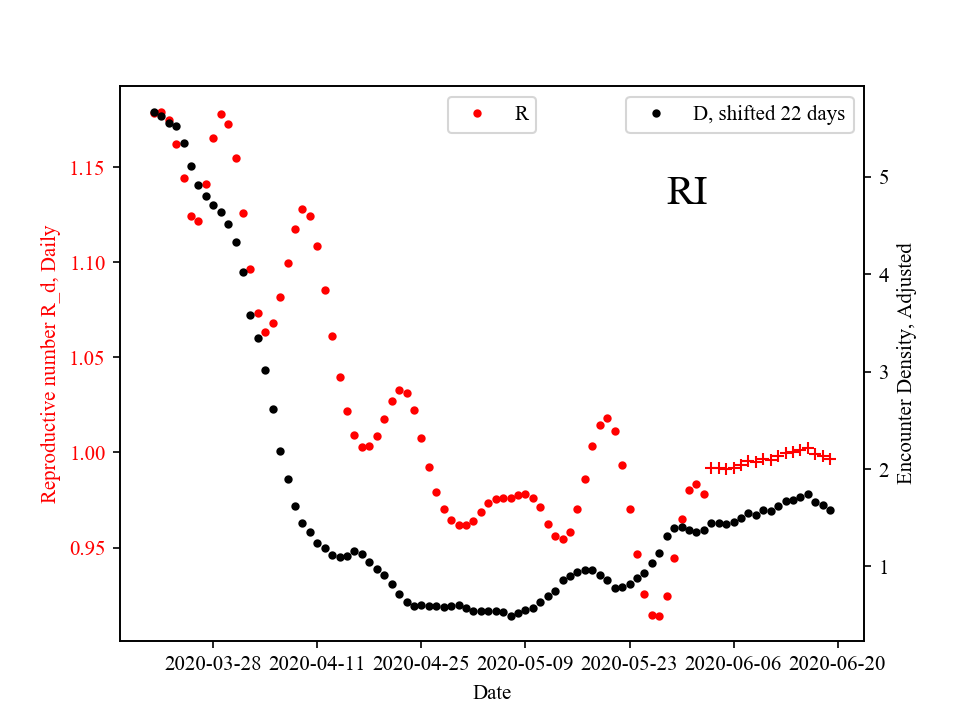 R
D, shifted 22 days
RI
1.15
1.10
1.05
1.00
0.95
Reproductive number R_d, Daily
5
4
3
2
1
Encounter Density, Adjusted
2020-03-28 2020-04-11 2020-04-25 2020-05-09 2020-05-23 2020-06-06 2020-06-20
Date